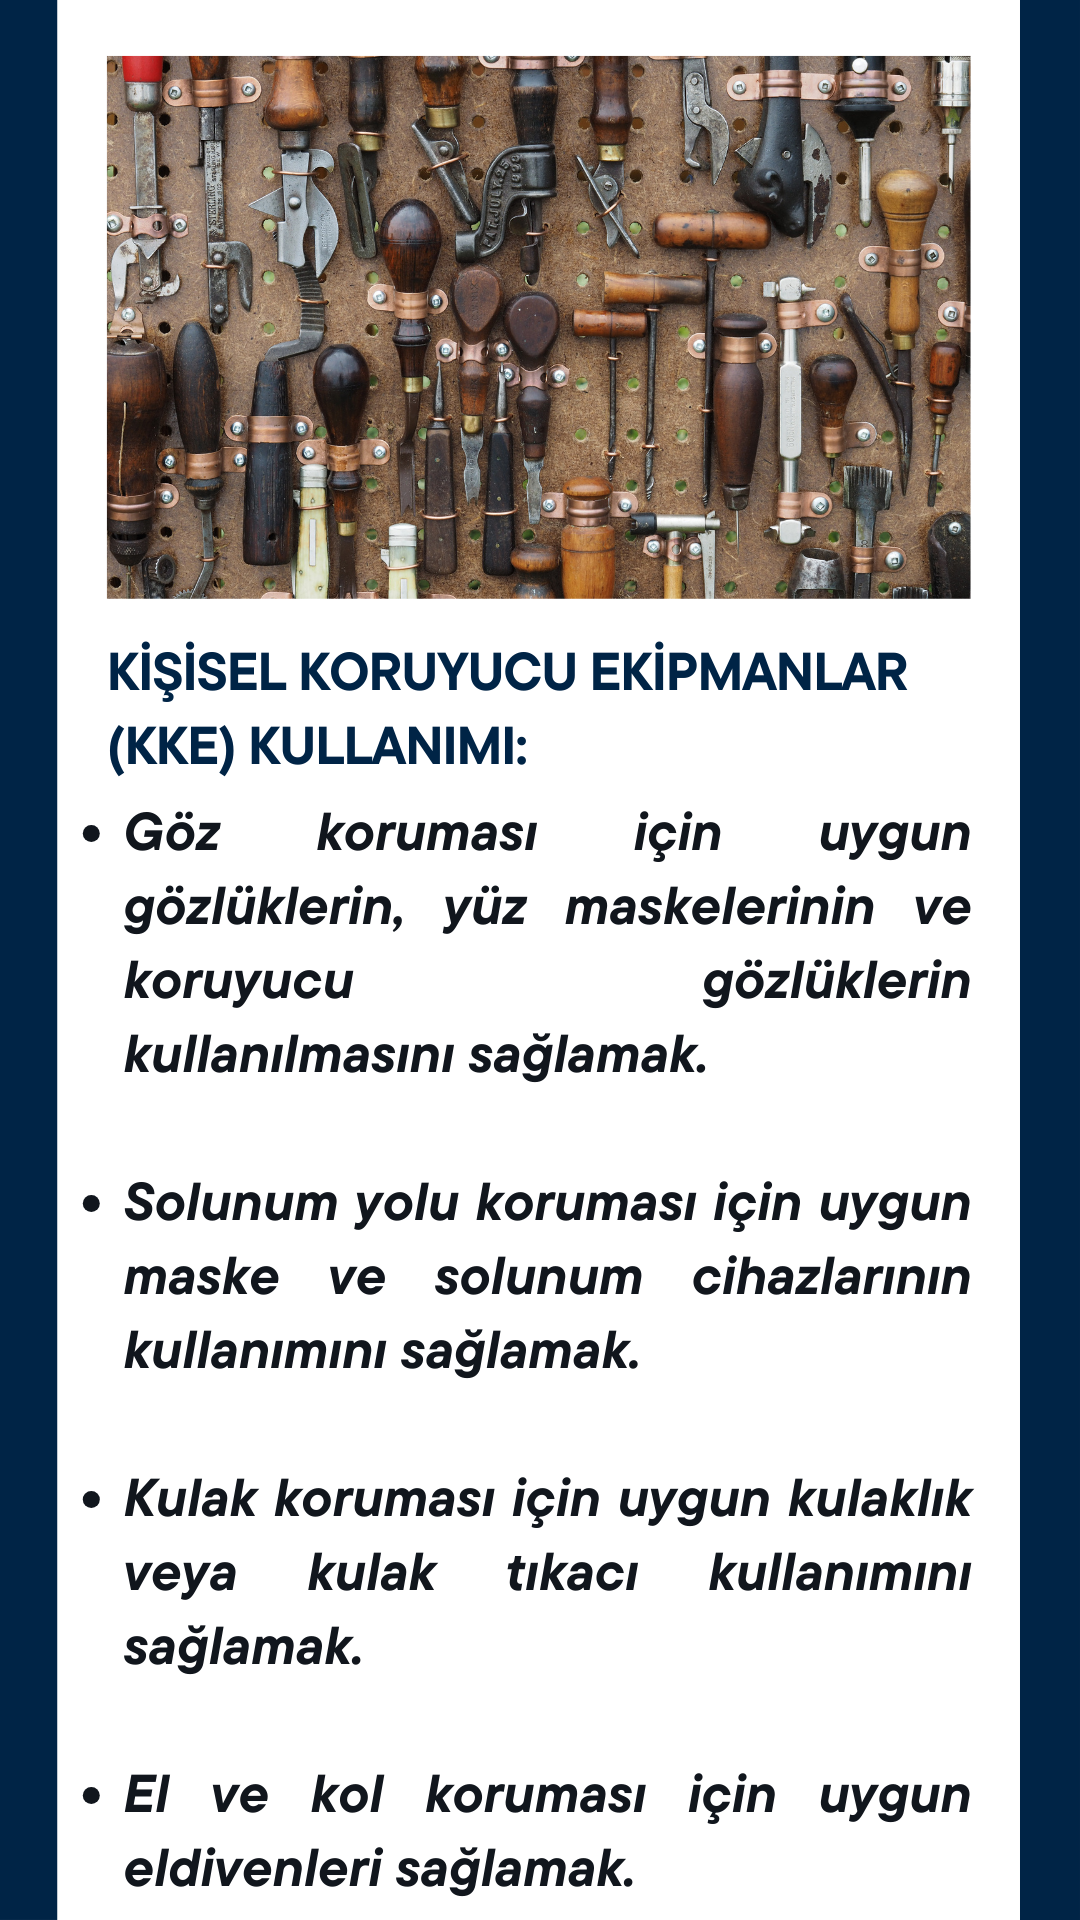 KİŞİSEL KORUYUCU EKİPMANLAR
(KKE) KULLANIMI:
• Göz koruması için uygun
gözlüklerin, yüz maskelerinin ve
koruyucu gözlüklerin
kullanılmasını sağlamak.
• Solunum yolu koruması için uygun
maske ve solunum cihazlarının
kullanımını sağlamak.
• Kulak koruması için uygun kulaklık
veya kulak tıkacı kullanımını
sağlamak.
• El ve kol koruması için uygun
eldivenleri sağlamak.